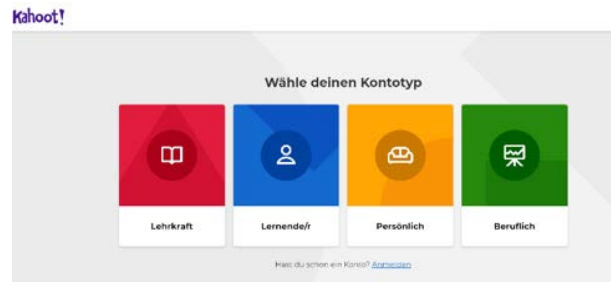 Kahoot!
Wähle deinen Kontotyp
Lehrkraft
Lernende/r
Persönlich
Beruflich
Hast du schon ein Konto? Anmelden